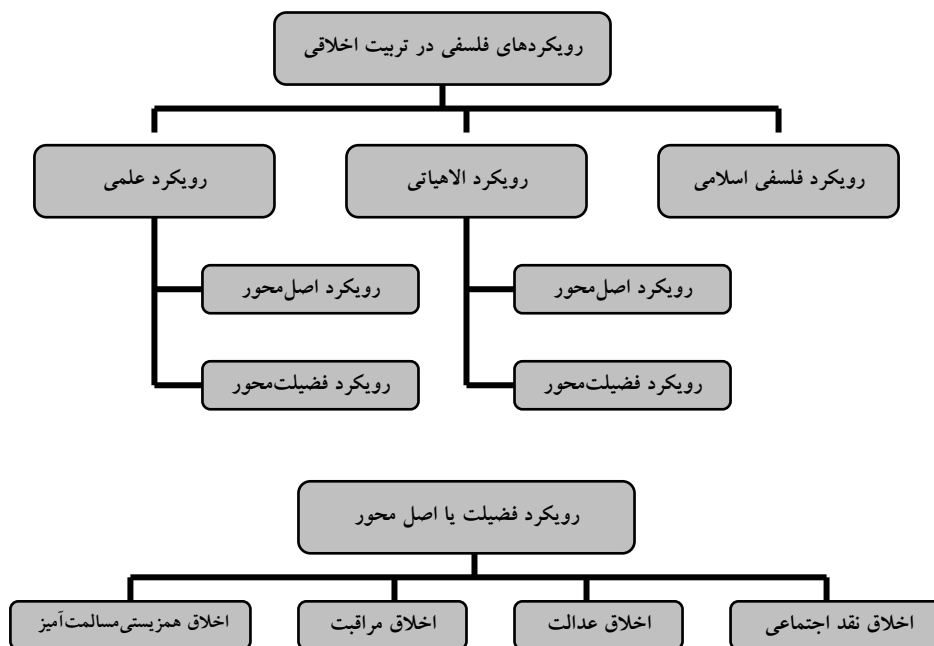 رویکردهای فلسفی در تربیت اخلاقی
رویکرد فلسفی اسلامی
رویکرد الاهیاتی
رویکرد علمی
رویکرد اصل‌محور
رویکرد اصل‌محور
رویکرد فضیلت‌محور
رویکرد فضیلت‌محور
رویکرد فضیلت یا اصل محور
اخلاق نقد اجتماعی
اخلاق عدالت
اخلاق مراقبت
اخلاق همزیستی‌مسالمت‌آمیز